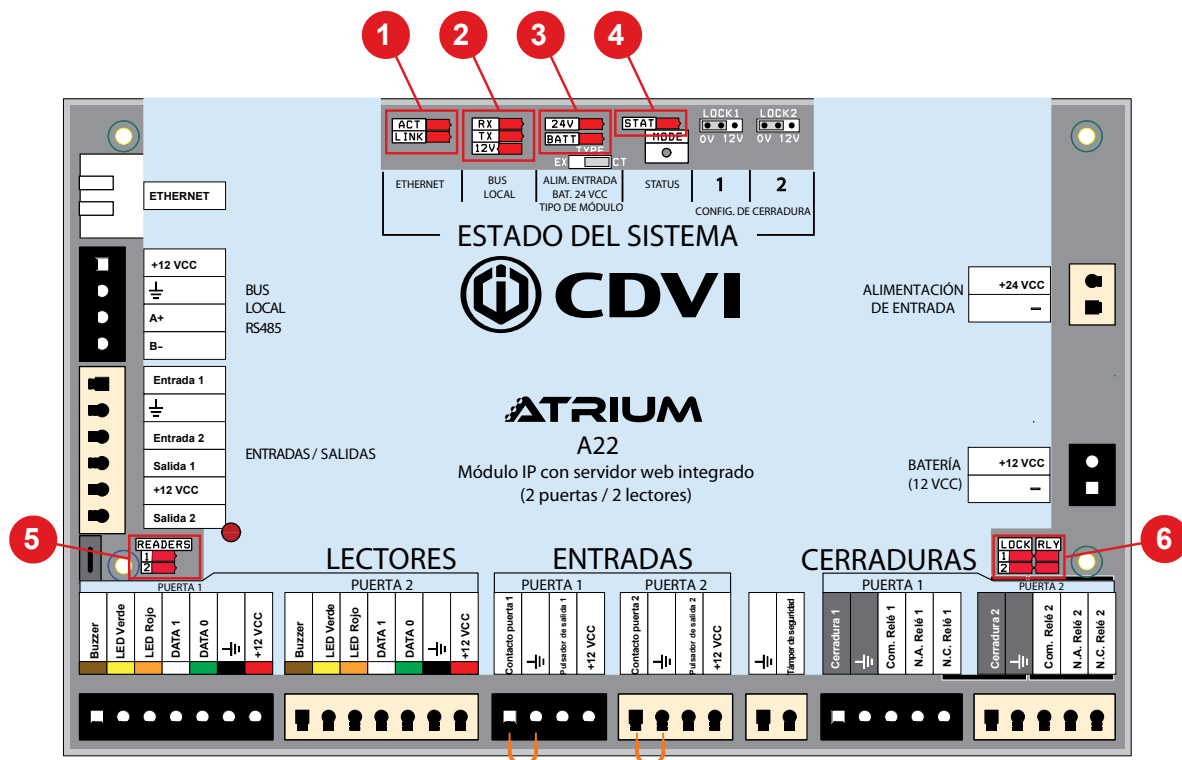 1
2
3
4
ACT
LINK
RX
TX
12V
24V
BATT
TYPE
EX
CT
STAT
MODE
LOCK1
0V 12V
LOCK2
0V 12V
ETHERNET
BUS
LOCAL
ALIM. ENTRADA
BAT. 24 VCC
TIPO DE MÓDULO
STATUS
1
2
CONFIG. DE CERRADURA
ESTADO DEL SISTEMA
CDVI
ETHERNET
+12 VCC
A+
B-
BUS
LOCAL
RS485
ALIMENTACIÓN
DE ENTRADA
+24 VCC
–
Entrada 1
Entrada 2
Salida 1
+12 VCC
Salida 2
ENTRADAS / SALIDAS
ATRIUM
A22
Módulo IP con servidor web integrado
(2 puertas / 2 lectores)
BATERÍA
(12 VCC)
+12 VCC
–
5
READERS
1
2
6
LOCK RLY
1
2
LECTORES
PUERTA 1
PUERTA 2
ENTRADAS
PUERTA 1
PUERTA 2
CERRADURAS
PUERTA 1
PUERTA 2
Buzzer
LED Verde
LED Rojo
DATA 1
DATA 0
+12 VCC
Buzzer
LED Verde
LED Rojo
DATA 1
DATA 0
+12 VCC
Contacado puerta 1
Pulsador de salida 1
+12 VCC
Contacado puerta 2
Pulsador de salida 2
+12 VCC
Támper de seguridad
Cerradura 1
Com. Relé 1
N.A. Relé 1
N.C. Relé 1
Cerradura 2
Com. Relé 2
N.A. Relé 2
N.C. Relé 2